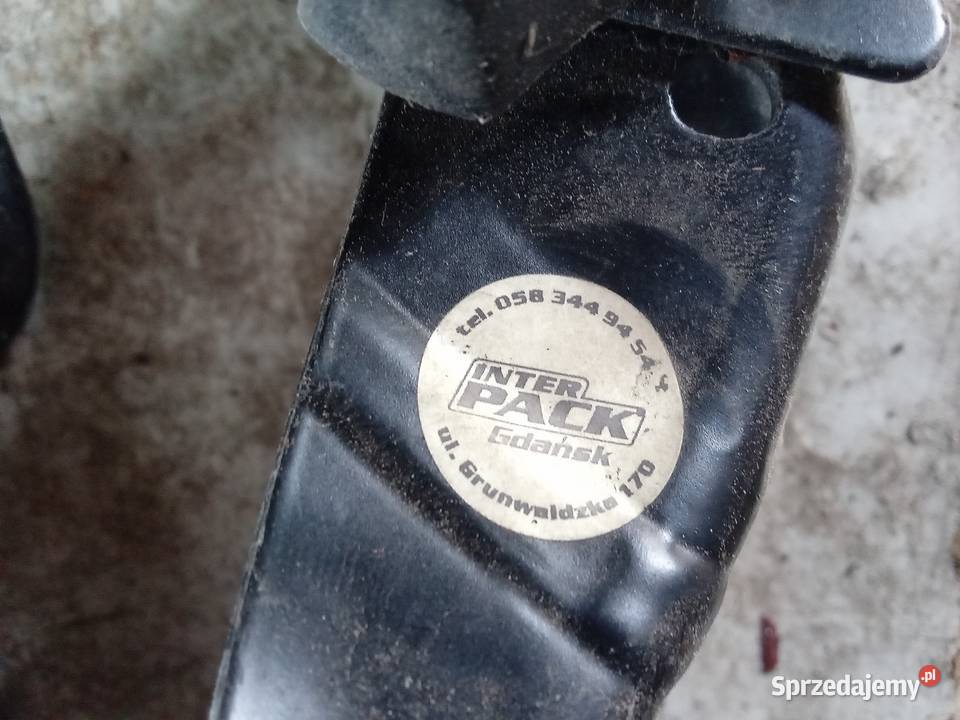 tel. 058 344 94 54
INTER
PACK
Gdańsk
ul. Grunwaldzka 170
Sprzedajemy.pl